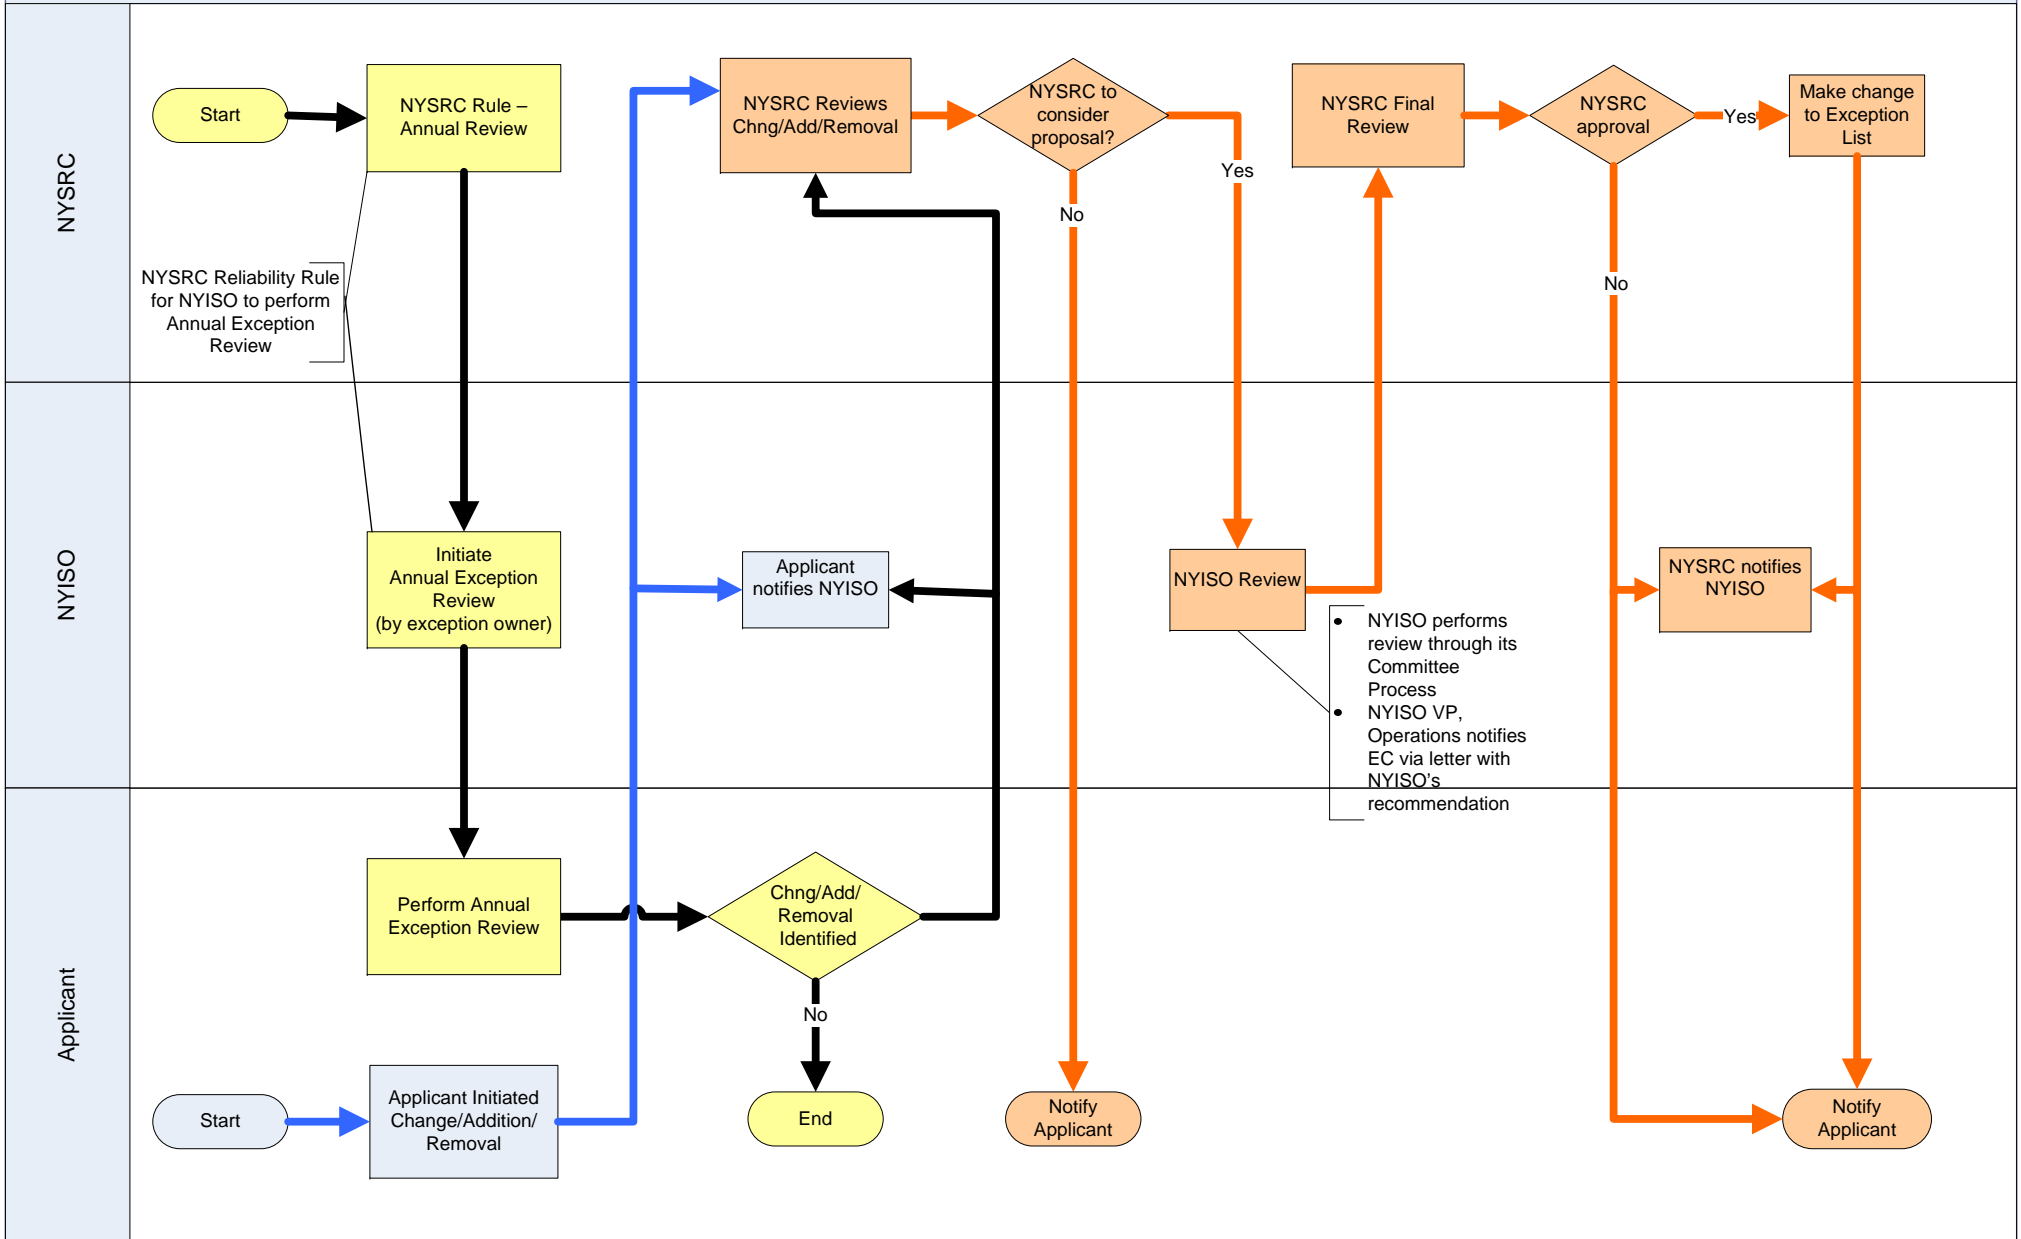 NYSRC
Start
NYSRC Rule –
Annual Review
NYSRC Reviews
Chng/Add/Removal
NYSRC to
consider
proposal?
Yes
No
NYSRC Final
Review
NYSRC
approval
Yes
No
Make change
to Exception
List
NYSRC Reliability Rule
for NYISO to perform
Annual Exception
Review
NYISO
Initiate
Annual Exception
Review
(by exception owner)
Applicant
notifies NYISO
NYISO Review
• NYISO performs
review through its
Committee
Process
• NYISO VP,
Operations notifies
EC via letter with
NYISO's
recommendation
NYSRC notifies
NYISO
Applicant
Perform Annual
Exception Review
Chng/Add/
Removal
Identified
No
Start
Applicant Initiated
Change/Addition/
Removal
End
Notify
Applicant
Notify
Applicant